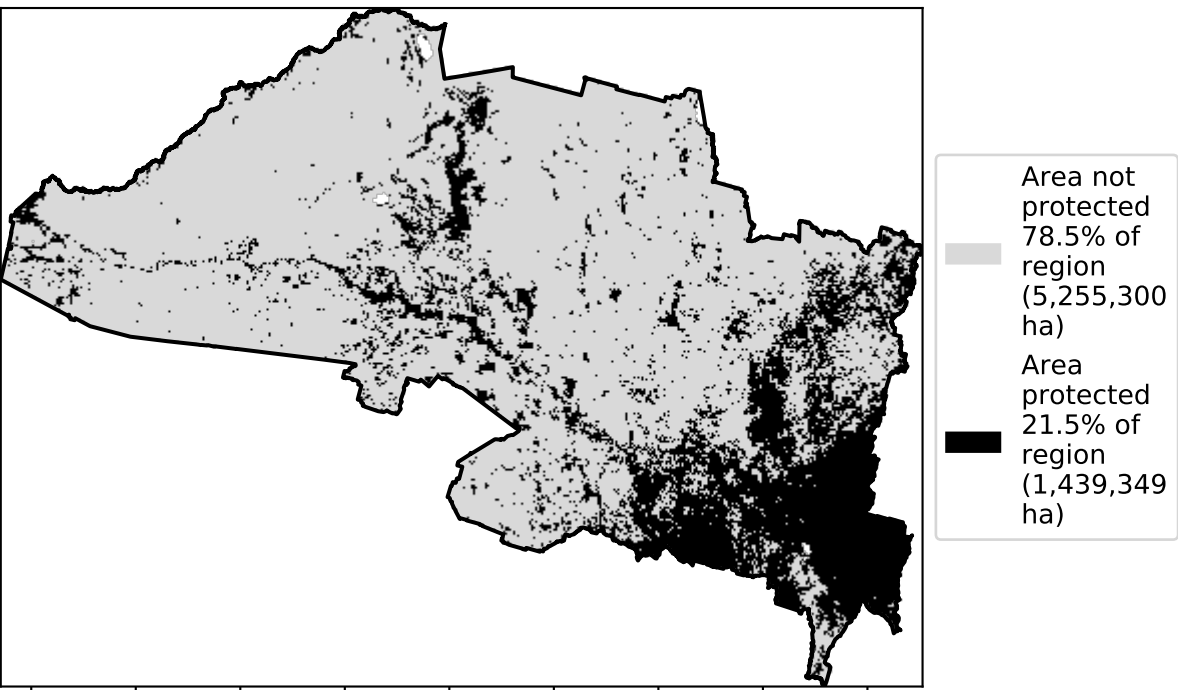 Area not
protected
78.5% of
region
(5,255,300
ha)
Area
protected
21.5% of
region
(1,439,349
ha)